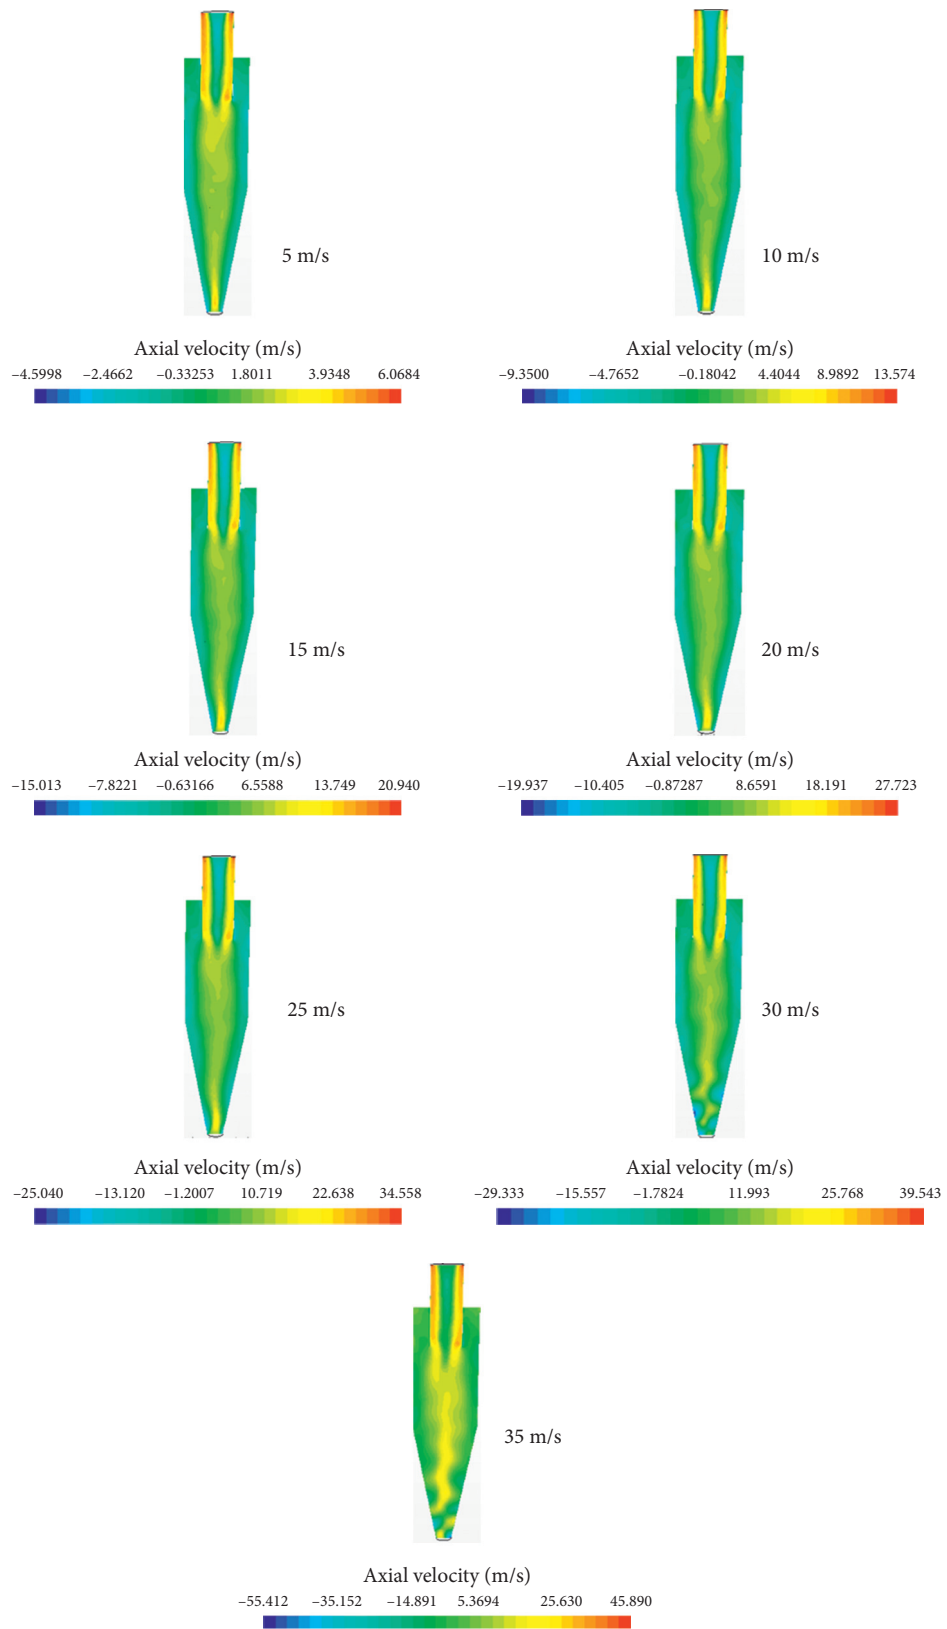 5 m/s
10 m/s
Axial velocity (m/s)
–4.5998 –2.4662 –0.33253 1.8011 3.9348 6.0684
Axial velocity (m/s)
–9.3500 –4.7652 –0.18042 4.4044 8.9892 13.574
15 m/s
20 m/s
Axial velocity (m/s)
–15.013 –7.8221 –0.63166 6.5588 13.749 20.940
Axial velocity (m/s)
–19.937 –10.405 –0.87287 8.6591 18.191 27.723
25 m/s
30 m/s
Axial velocity (m/s)
–25.040 –13.120 –1.2007 10.719 22.638 34.558
Axial velocity (m/s)
–29.333 –15.557 –1.7824 11.993 25.768 39.543
35 m/s
Axial velocity (m/s)
–55.412 –35.152 –14.891 5.3694 25.630 45.890